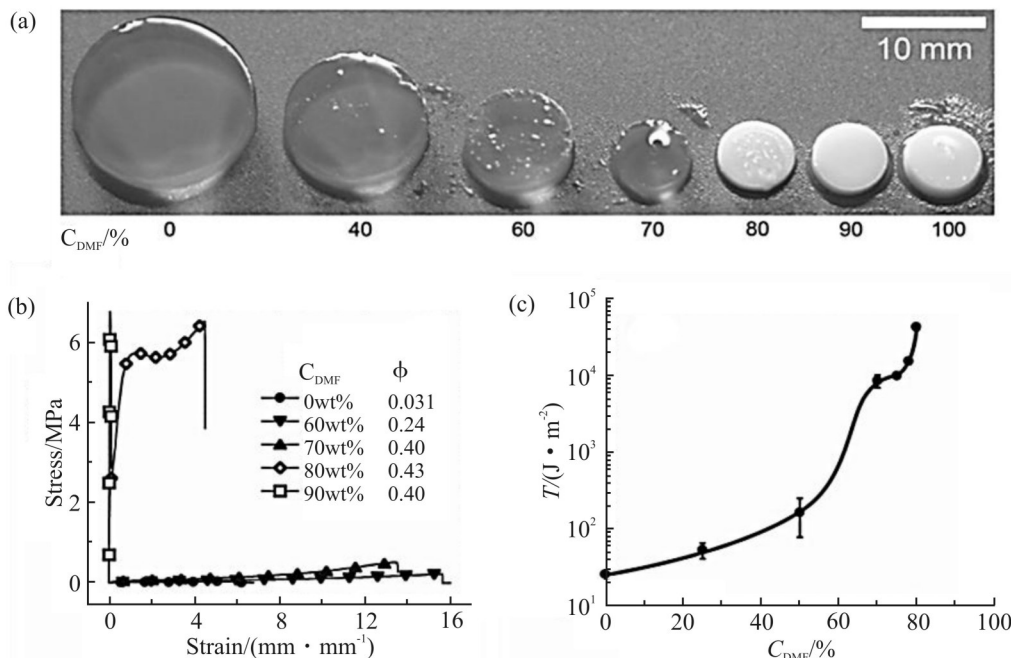 (a)
10 mm
C_DMF/% 0 40 60 70 80 90 100
(b)
Stress/MPa
6
4
2
0
C_DMF ϕ
0wt% 0.031
60wt% 0.24
70wt% 0.40
80wt% 0.43
90wt% 0.40
0 4 8 12 16
Strain/(mm · mm⁻¹)
(c)
T/(J · m⁻²)
10⁵
10⁴
10³
10²
10¹
0 20 40 60 80 100
C_DMF/%